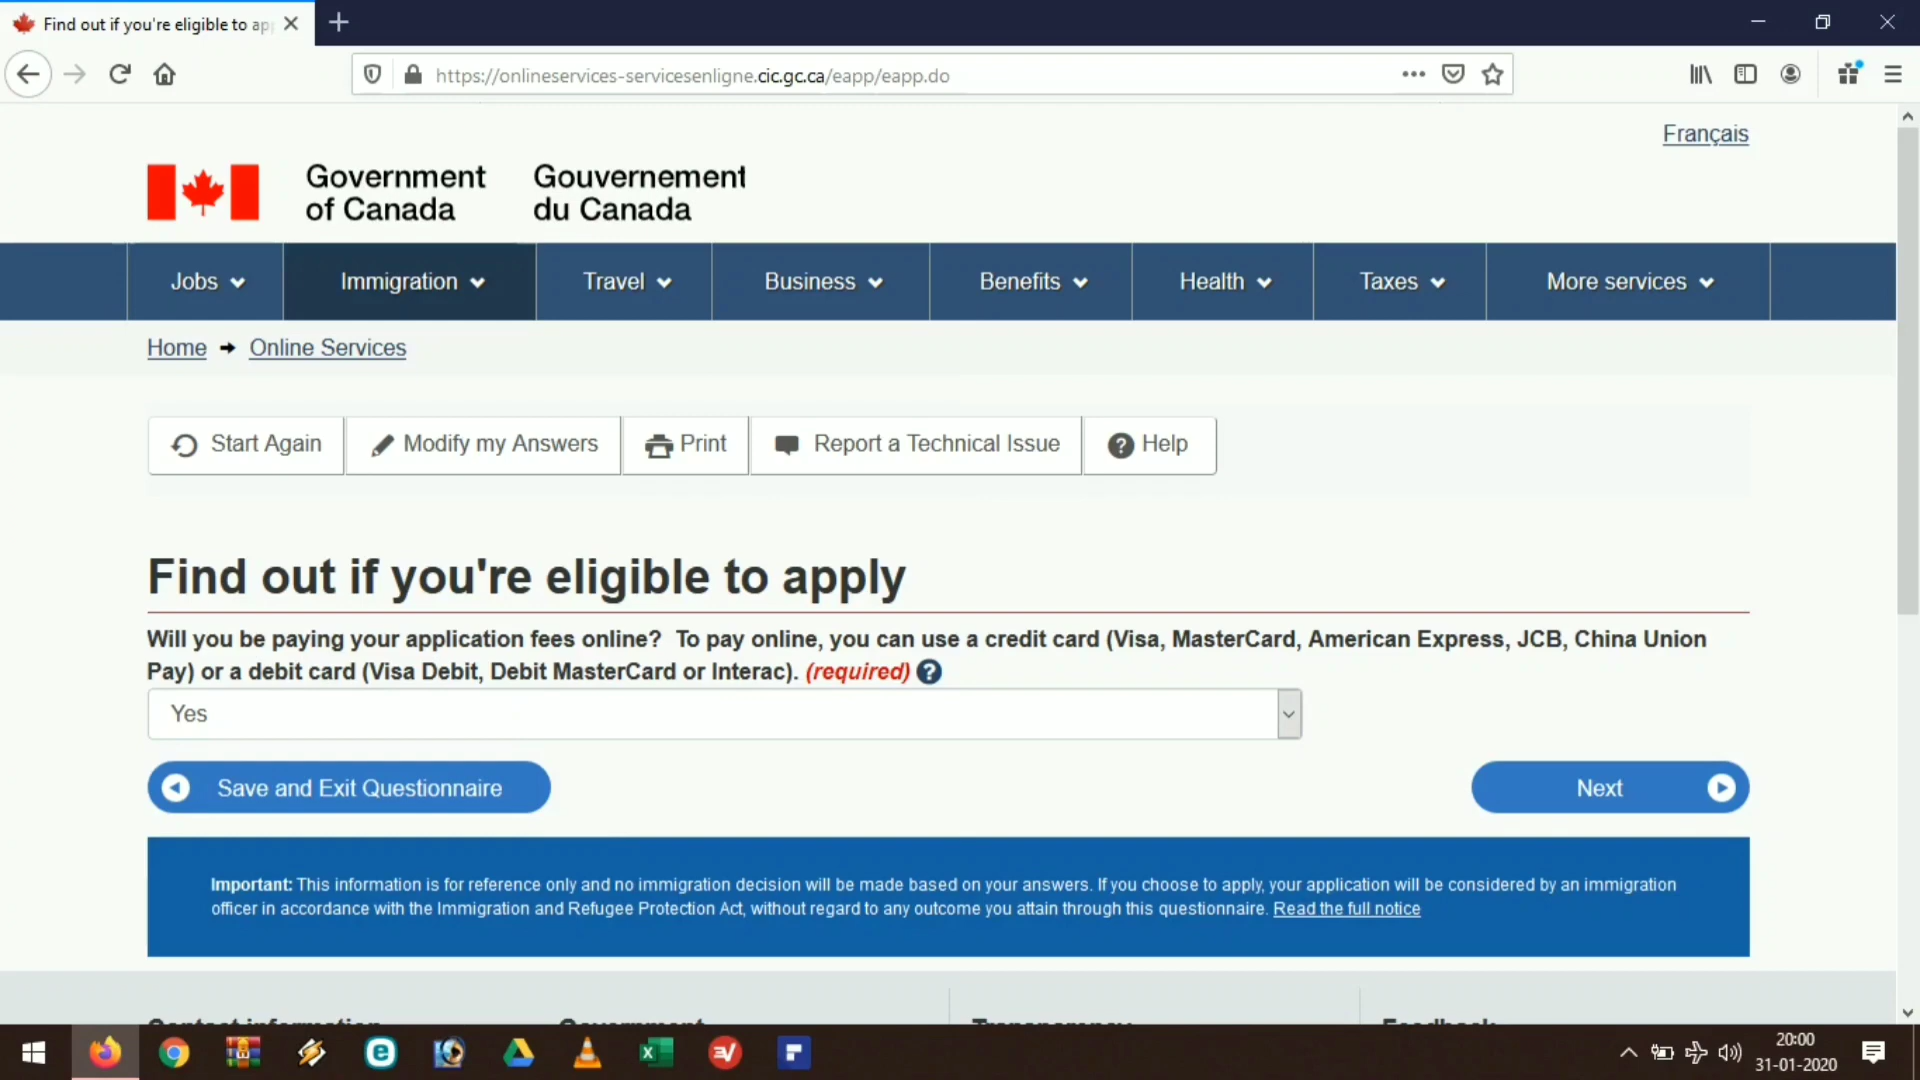 Find out if you're eligible to ap
https://onlineservices-servicesenligne.cic.gc.ca/eapp/eapp.do
Français
Government of Canada
Gouvernement du Canada
Jobs
Immigration
Travel
Business
Benefits
Health
Taxes
More services
Home
Online Services
Start Again
Modify my Answers
Print
Report a Technical Issue
Help
Find out if you're eligible to apply
Will you be paying your application fees online? To pay online, you can use a credit card (Visa, MasterCard, American Express, JCB, China Union
Pay) or a debit card (Visa Debit, Debit MasterCard or Interac). (required)
Yes
Save and Exit Questionnaire
Next
Important: This information is for reference only and no immigration decision will be made based on your answers. If you choose to apply, your application will be considered by an immigration
officer in accordance with the Immigration and Refugee Protection Act, without regard to any outcome you attain through this questionnaire. Read the full notice
Contact information
Government
Transparency
Feedback
20:00
31-01-2020